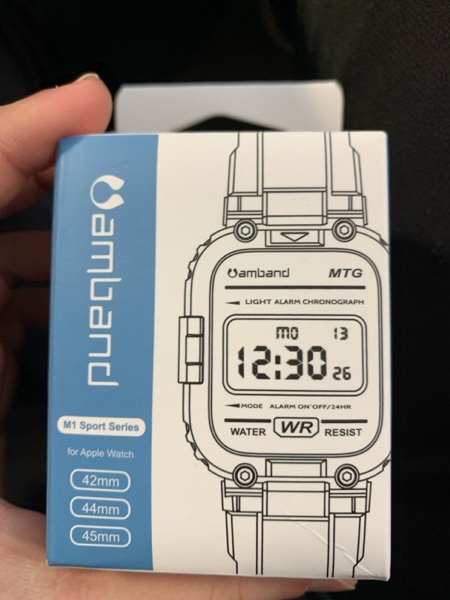 amband
M1 Sport Series
for Apple Watch
42mm
44mm
45mm
amband MTG
LIGHT ALARM CHRONOGRAPH
MO 13
12:30 26
MODE ALARM ON'OFF/24HR
WATER WR RESIST